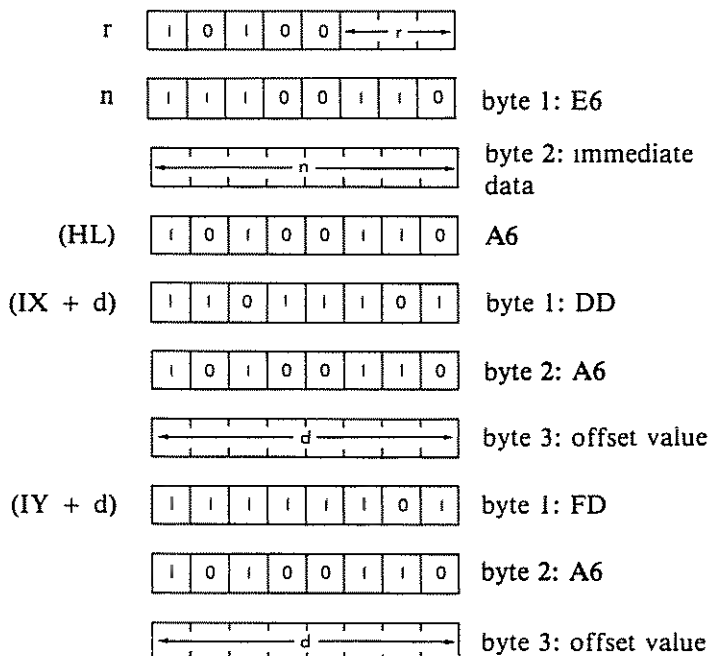 r 1 0 1 0 0 r
n 1 1 1 0 0 1 1 0 byte 1: E6
n byte 2: immediate
data
(HL) 1 0 1 0 0 1 1 0 A6
(IX + d) 1 1 0 1 1 1 0 1 byte 1: DD
1 0 1 0 0 1 1 0 byte 2: A6
d byte 3: offset value
(IY + d) 1 1 1 1 1 1 0 1 byte 1: FD
1 0 1 0 0 1 1 0 byte 2: A6
d byte 3: offset value